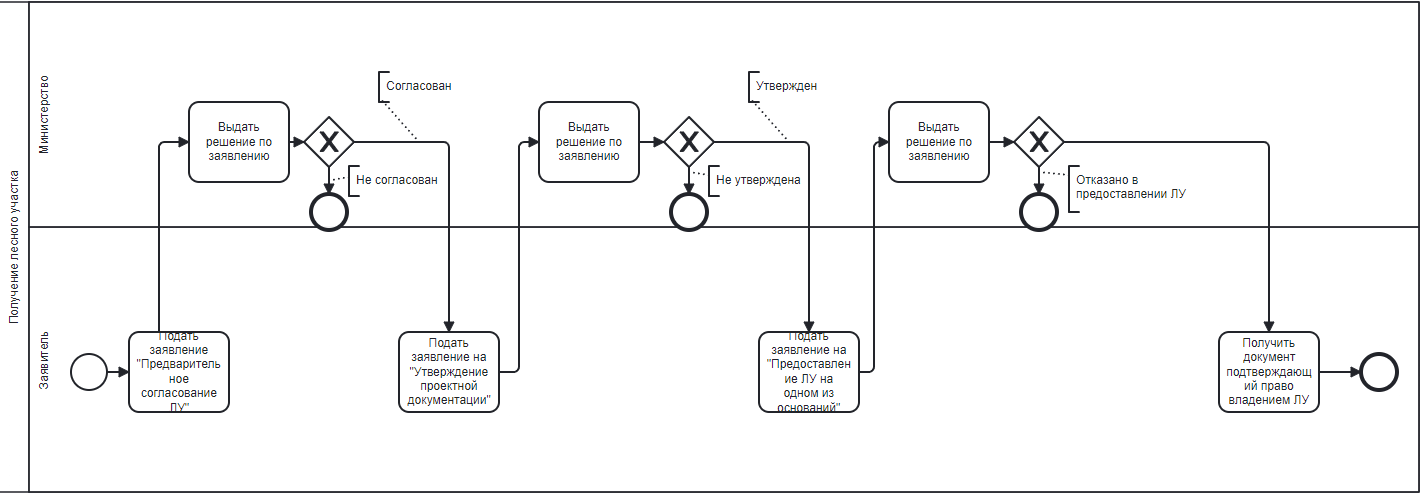 Получение лесного участка
Министерство
Заявитель
Согласован
Утвержден
Выдать
решение по
заявлению
Выдать
решение по
заявлению
Выдать
решение по
заявлению
Не согласован
Не утверждена
Отказано в
предоставлении ЛУ
Подать
заявление
"Предваритель
ное
согласование
ЛУ"
Подать
заявление на
"Утверждение
проектной
документации"
Подать
заявление на
"Предоставлен
ие ЛУ на
одном из
оснований"
Получить
документ
подтверждающ
ий право
владением ЛУ